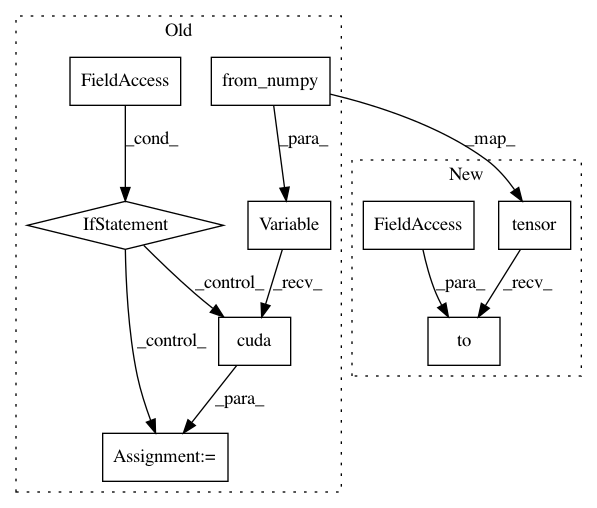 Old
FieldAccess
from_numpy
_cond_
_para_
_map_
New
IfStatement
Variable
FieldAccess
tensor
_control_
_recv_
_para_
_recv_
_control_
cuda
to
_para_
Assignment:=